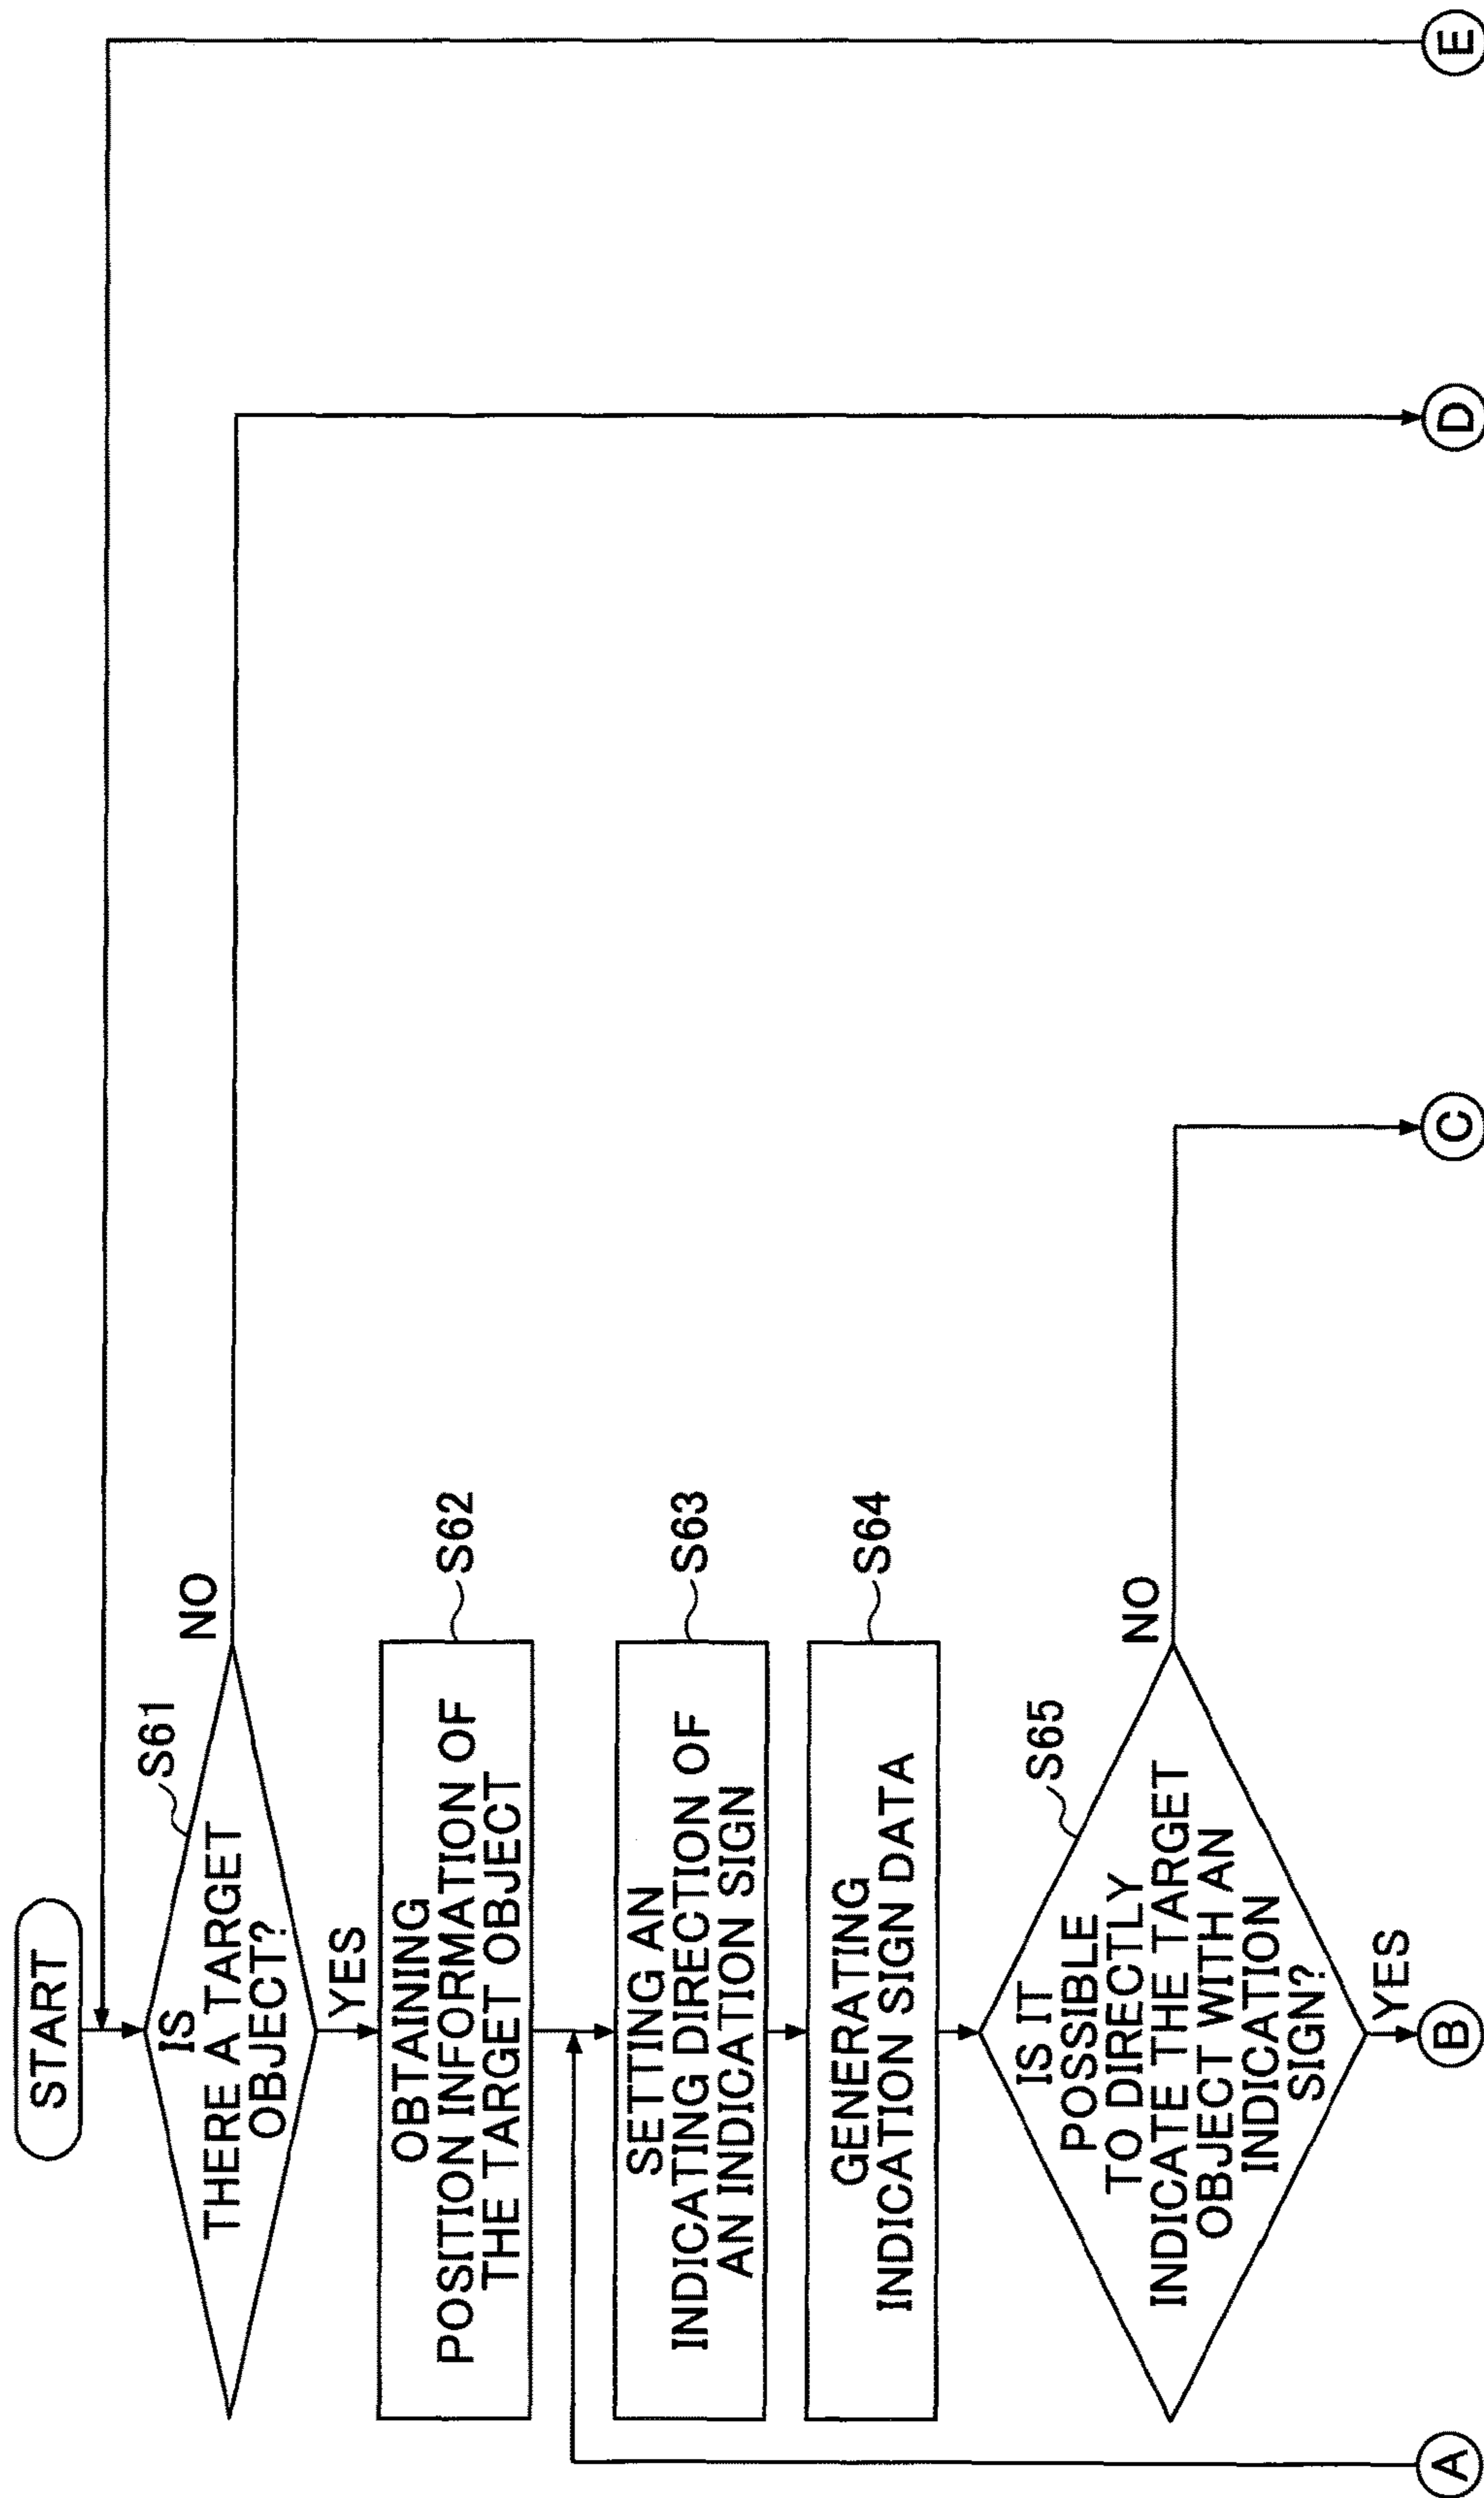 START
S61
IS
THERE A TARGET
OBJECT?
NO
YES
OBTAINING
POSITION INFORMATION OF
THE TARGET OBJECT
S62
SETTING AN
INDICATING DIRECTION OF
AN INDICATION SIGN
S63
GENERATING
INDICATION SIGN DATA
S64
S65
IS IT
POSSIBLE
TO DIRECTLY
INDICATE THE TARGET
OBJECT WITH AN
INDICATION
SIGN?
NO
YES
A
B
C
D
E